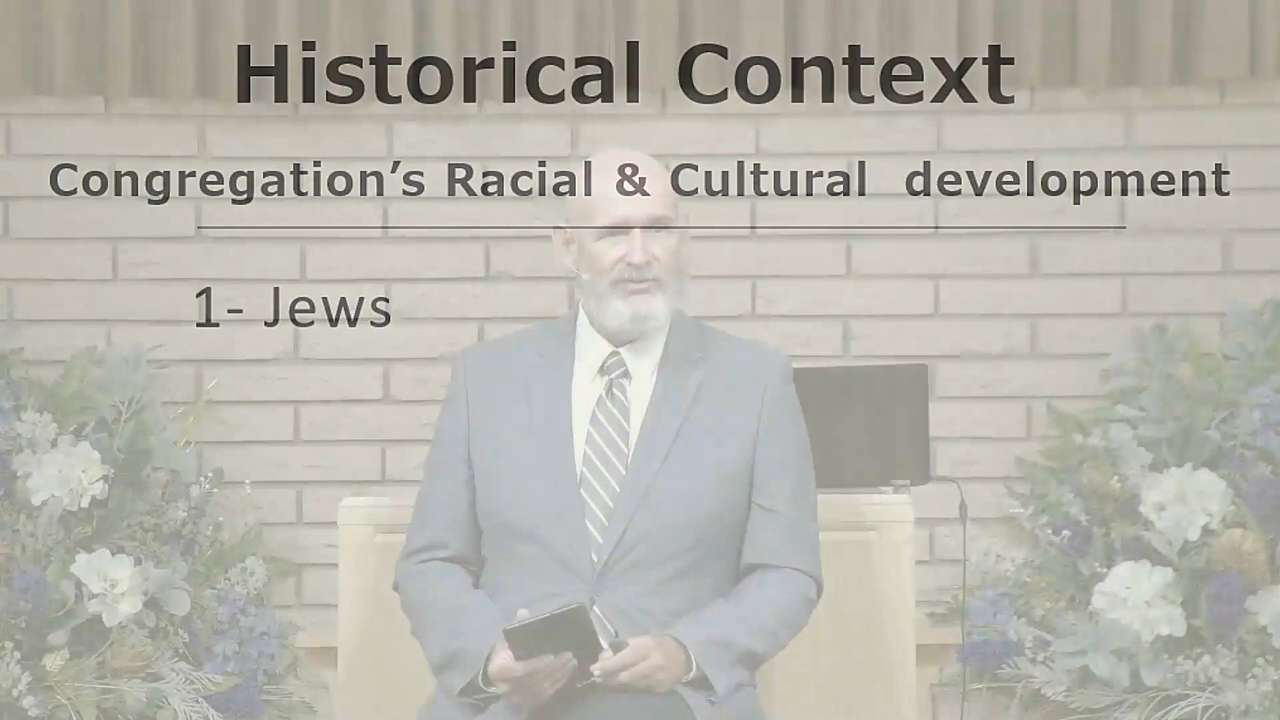 Historical Context
Congregation’s Racial & Cultural development
1- Jews